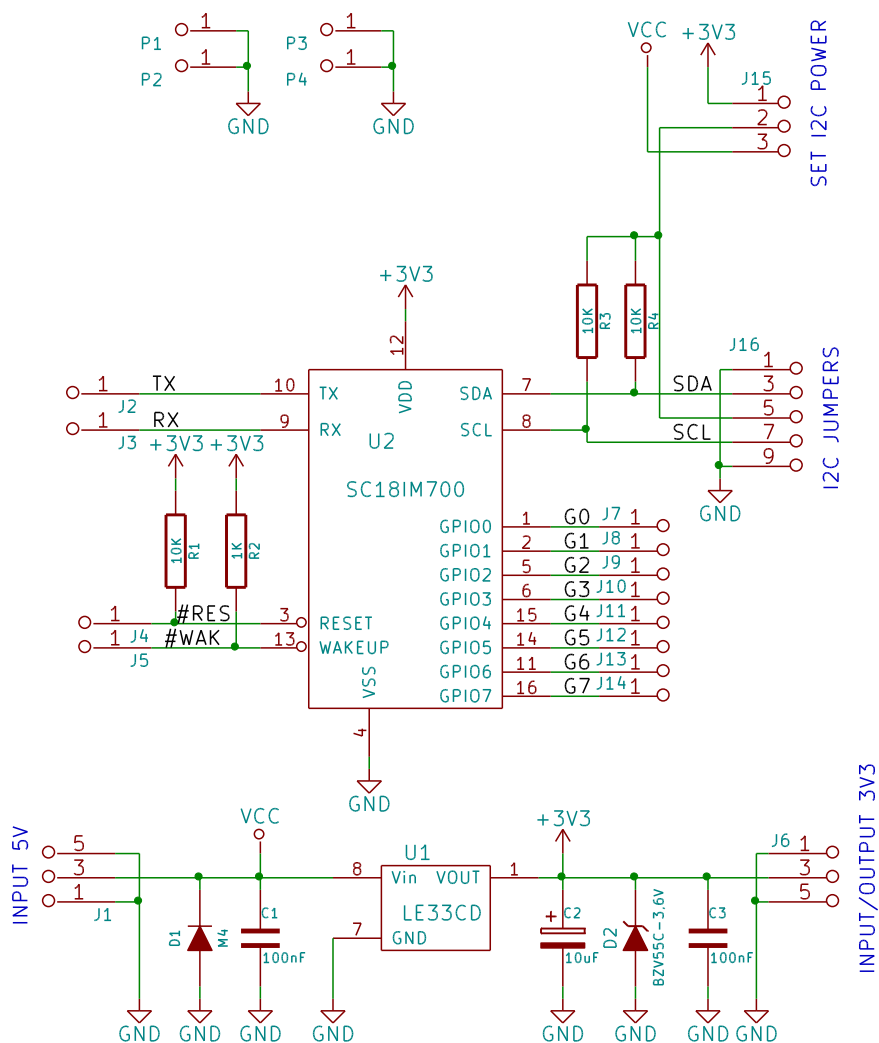 P1 1
P2 1
GND
P3 1
P4 1
GND
VCC +3V3
J15
1
2
3
SET I2C POWER
+3V3
12
10K R3
10K R4
J16
1
SDA 3
5
SCL 7
9
I2C JUMPERS
GND
1 TX 10 TX
J2
1 RX 9 RX
J3
VDD
SDA 7
SCL 8
U2
SC18IM700
+3V3 +3V3
10K R1
1K R2
1 #RES 3 RESET
J4
1 #WAK 13 WAKEUP
J5
GPIO0 1 G0 J7 1
GPIO1 2 G1 J8 1
GPIO2 5 G2 J9 1
GPIO3 6 G3 J10 1
GPIO4 15 G4 J11 1
GPIO5 14 G5 J12 1
GPIO6 11 G6 J13 1
GPIO7 16 G7 J14 1
VSS
4
GND
INPUT 5V
5
3
1
J1
VCC
D1 M4
C1
100nF
U1
8 Vin VOUT 1
LE33CD
7 GND
+3V3
+ C2
10uF
D2 BZV55C-3,6V
C3
100nF
J6
1
3
5
INPUT/OUTPUT 3V3
GND GND GND GND GND GND GND GND